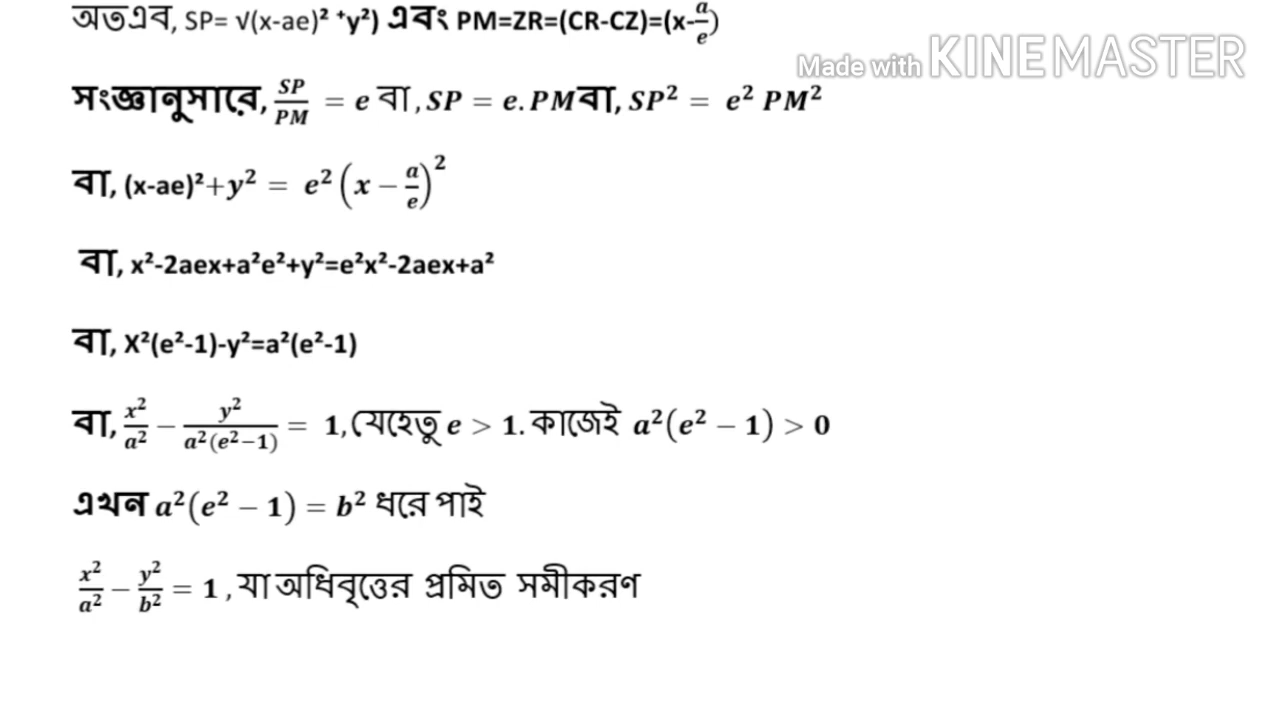 অতএব, SP= √(x-ae)² ⁺y²) এবং PM=ZR=(CR-CZ)=(x-a/e)
Made with KINEMASTER
সংজ্ঞানুসারে, SP/PM = e বা, SP = e. PMবা, SP² = e² PM²
বা, (x-ae)²+y² = e² (x − a/e)²
বা, x²-2aex+a²e²+y²=e²x²-2aex+a²
বা, X²(e²-1)-y²=a²(e²-1)
বা, x²/a² − y²/a²(e²−1) = 1, যেহেতু e > 1. কাজেই a²(e² − 1) > 0
এখন a²(e² − 1) = b² ধরে পাই
x²/a² − y²/b² = 1 , যা অধিবৃত্তের প্রমিত সমীকরণ